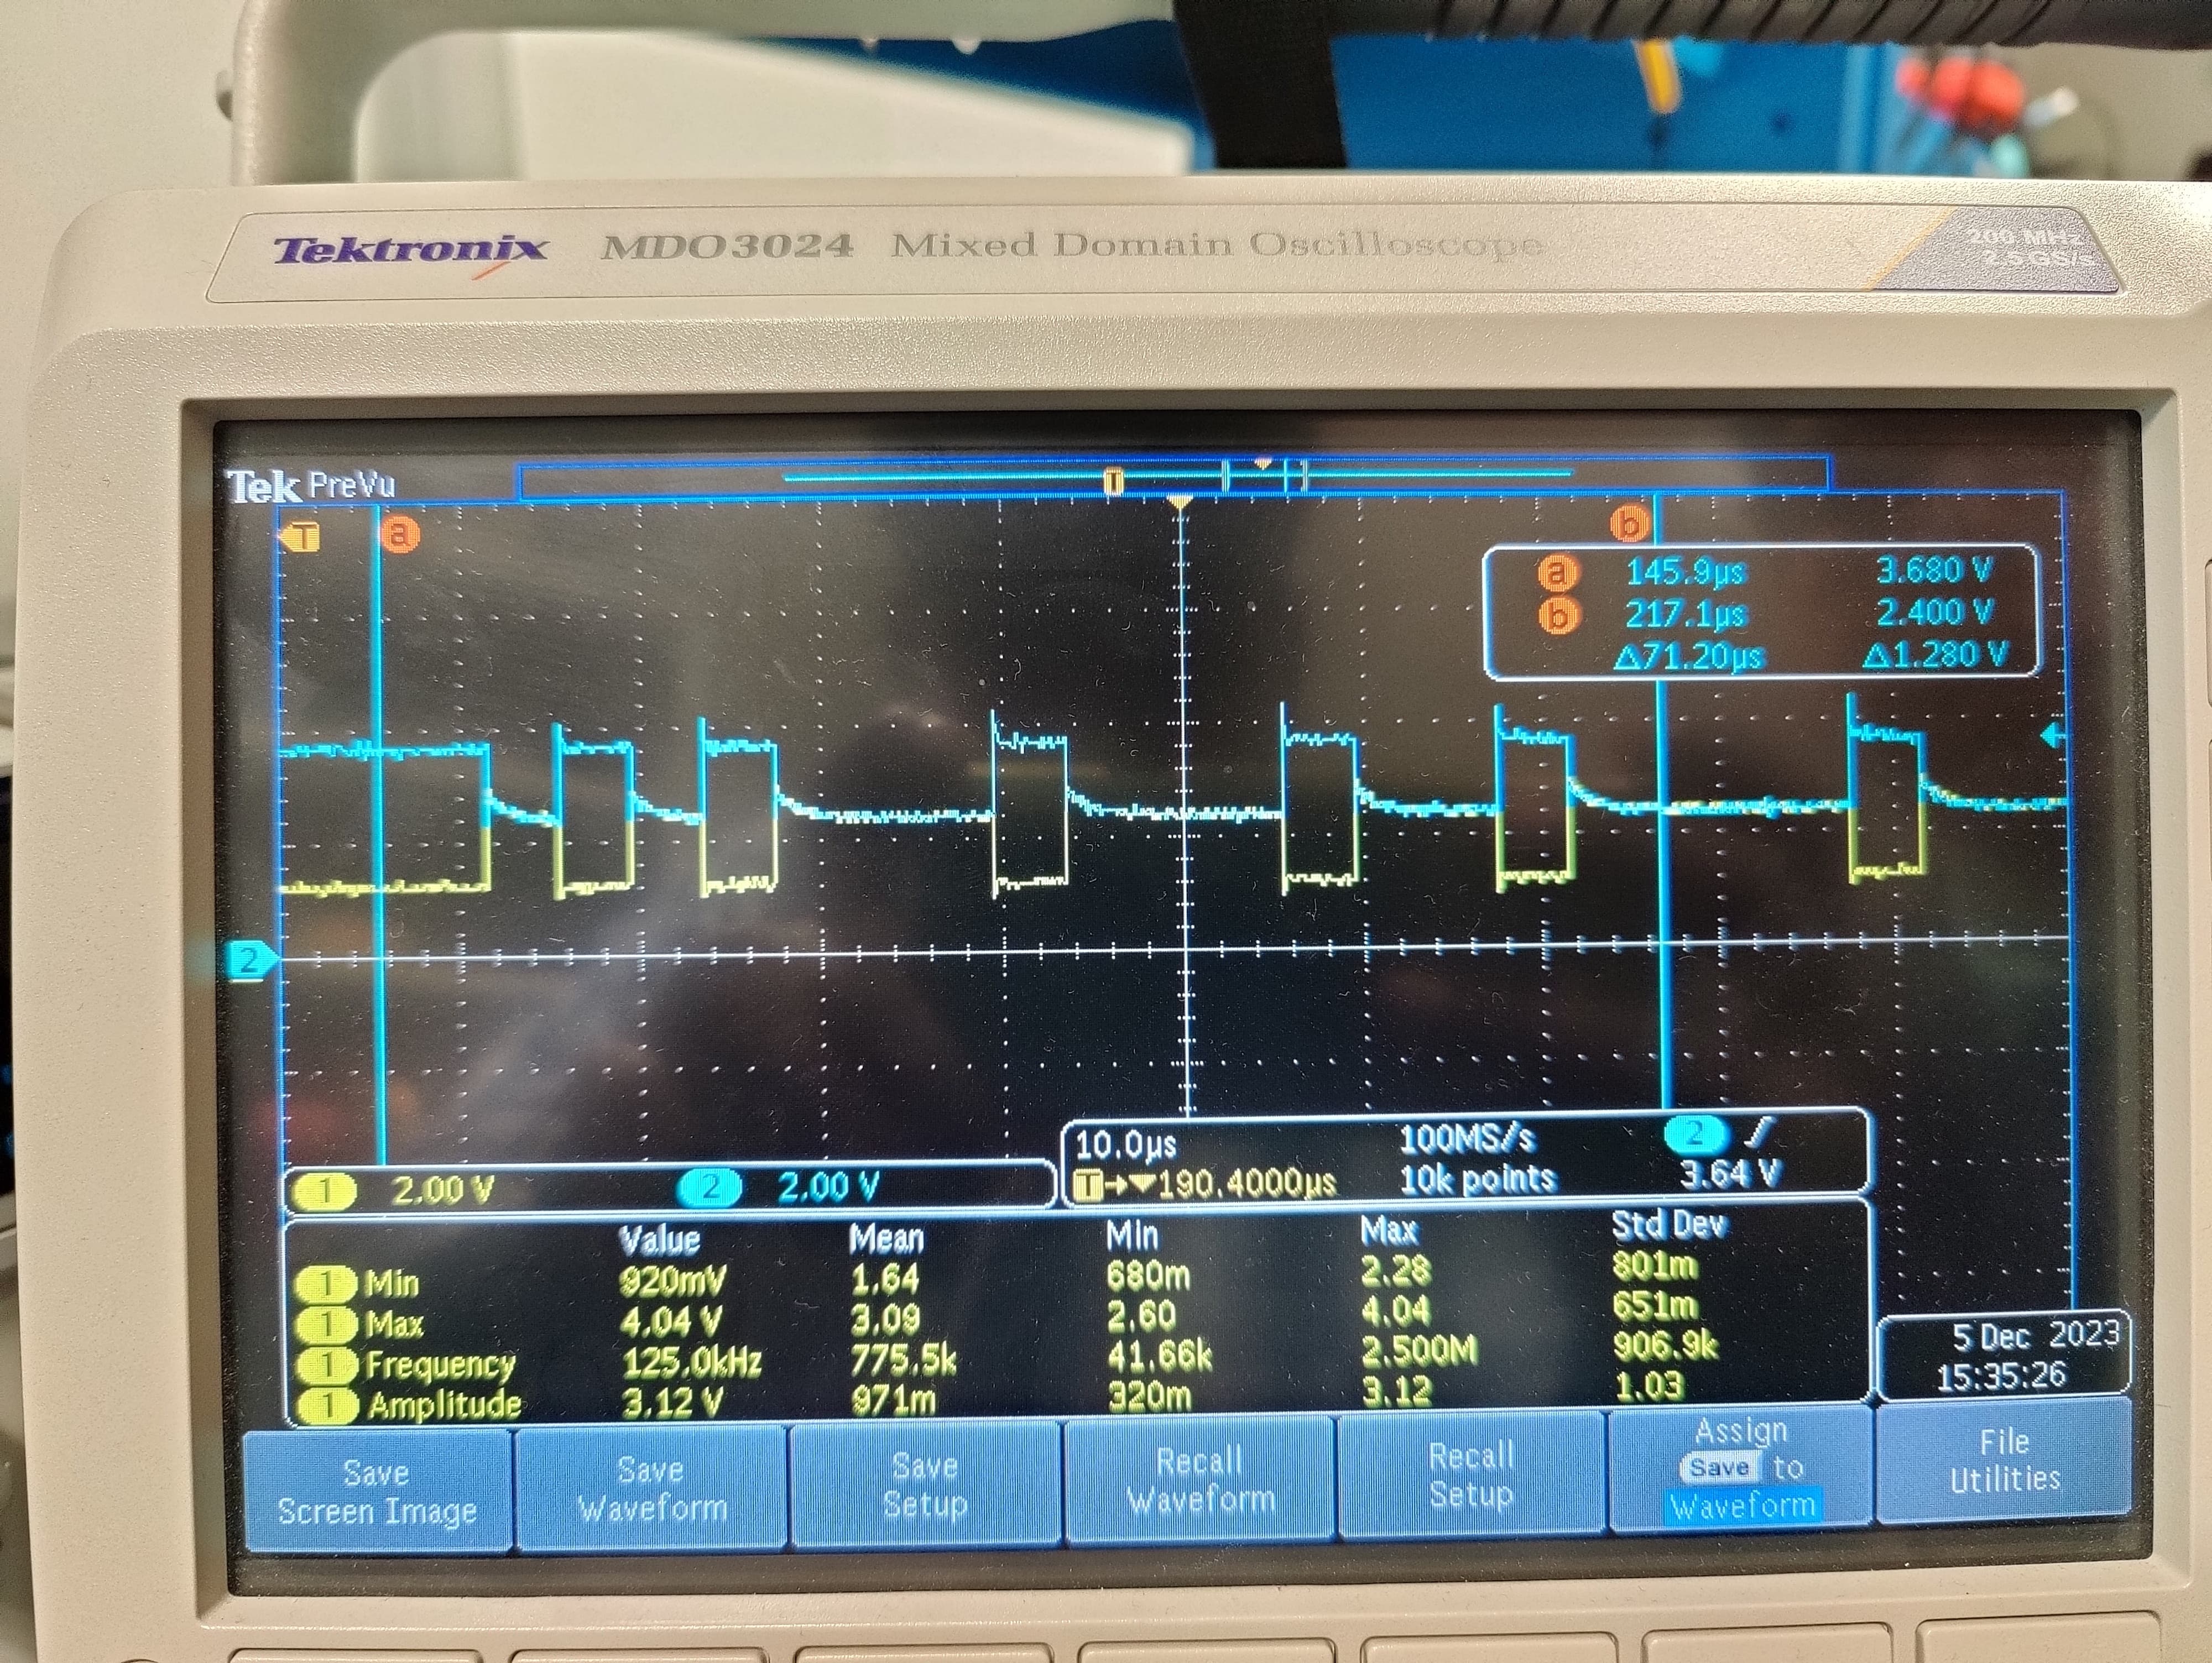 Tektronix MDO3024 Mixed Domain Oscilloscope
200 MHz
2.5 GS/s
Tek PreVu
T
T a b
a 145.9µs 3.680 V
b 217.1µs 2.400 V
Δ71.20µs Δ1.280 V
2
1 2.00 V 2 2.00 V
10.0µs 100MS/s 2
T→▼190.4000µs 10k points 3.64 V
Value Mean Min Max Std Dev
1 Min 920mV 1.64 680m 2.28 801m
1 Max 4.04 V 3.09 2.60 4.04 651m
1 Frequency 125.0kHz 775.5k 41.66k 2.500M 906.9k
1 Amplitude 3.12 V 971m 320m 3.12 1.03
5 Dec 2023
15:35:26
Save
Screen Image
Save
Waveform
Save
Setup
Recall
Waveform
Recall
Setup
Assign
Save to
Waveform
File
Utilities